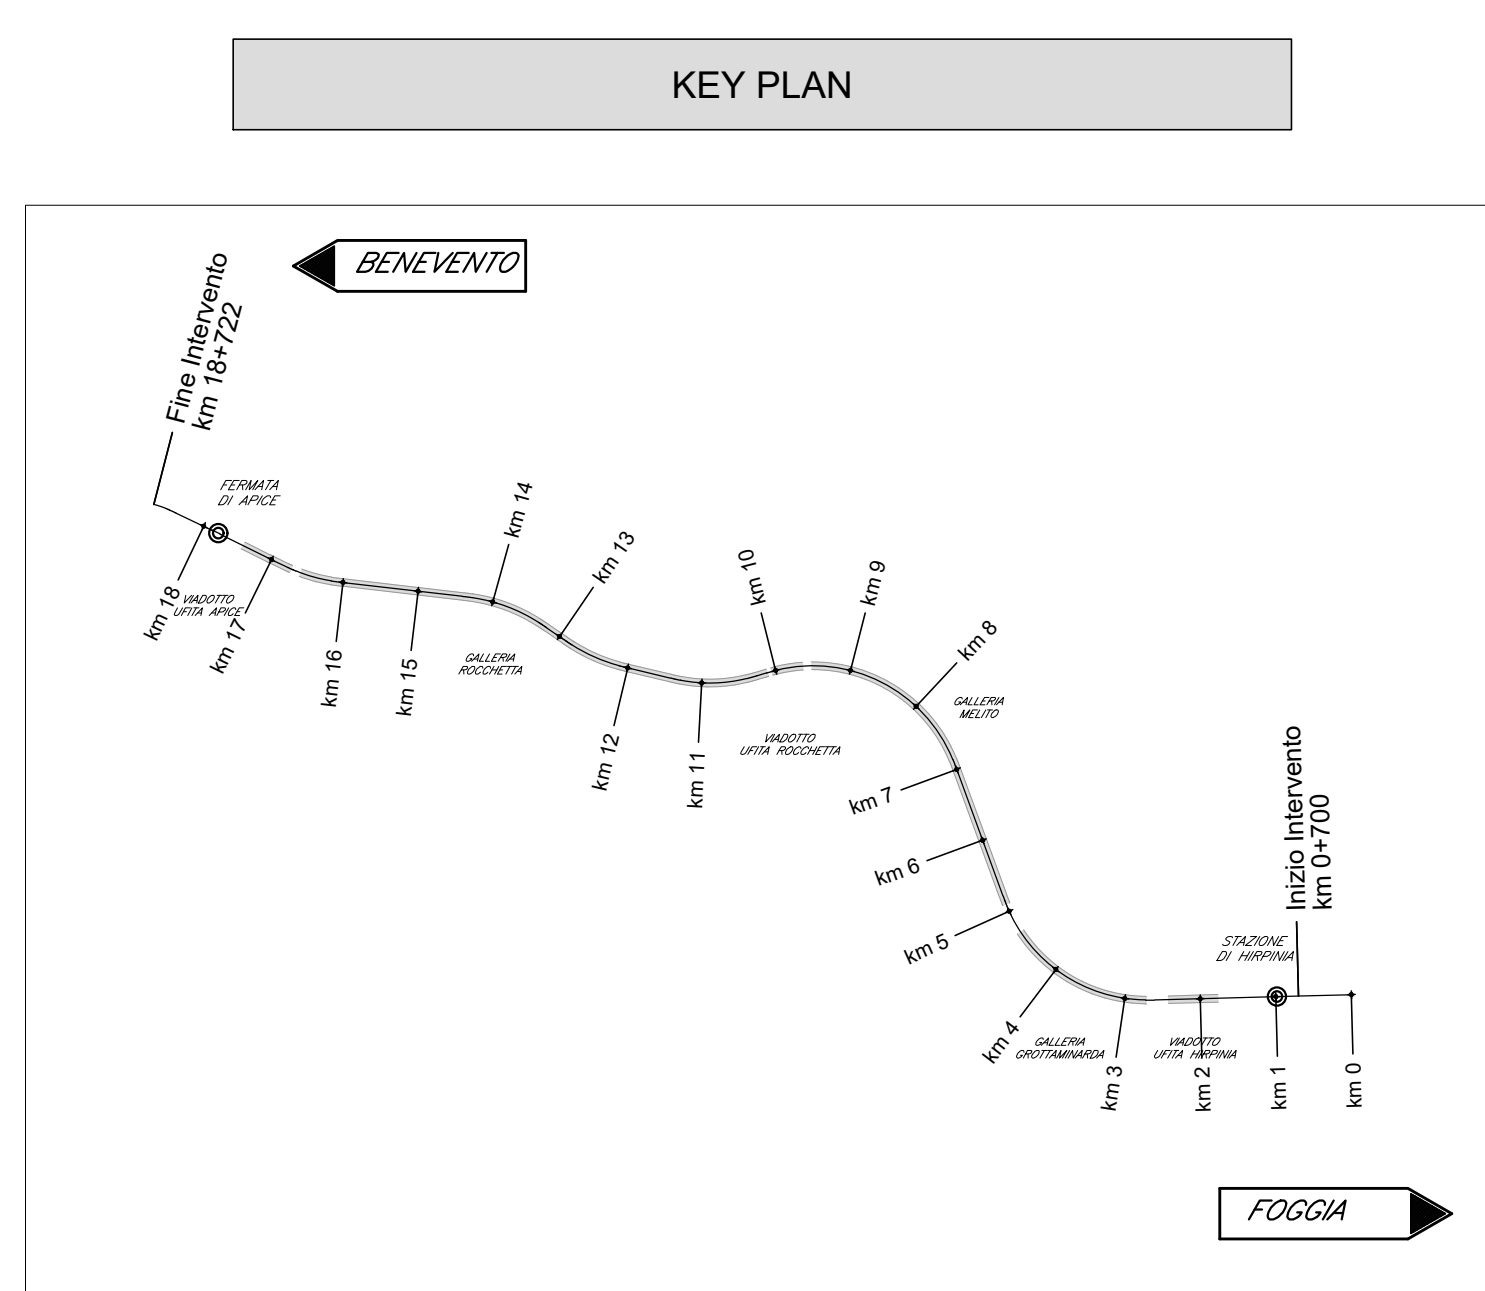 KEY PLAN
BENEVENTO
Fine Intervento
km 18+722
FERMATA
DI APICE
km 18
VIADOTTO
UFITA APICE
km 17
km 16
km 15
km 14
GALLERIA
ROCCHETTA
km 13
km 12
km 11
km 10
VIADOTTO
UFITA ROCCHETTA
km 9
km 8
GALLERIA
MELITO
km 7
km 6
km 5
km 4
GALLERIA
GROTTAMINARDA
km 3
VIADOTTO
UFITA HIRPINIA
km 2
STAZIONE
DI HIRPINIA
km 1
Inizio Intervento
km 0+700
km 0
FOGGIA